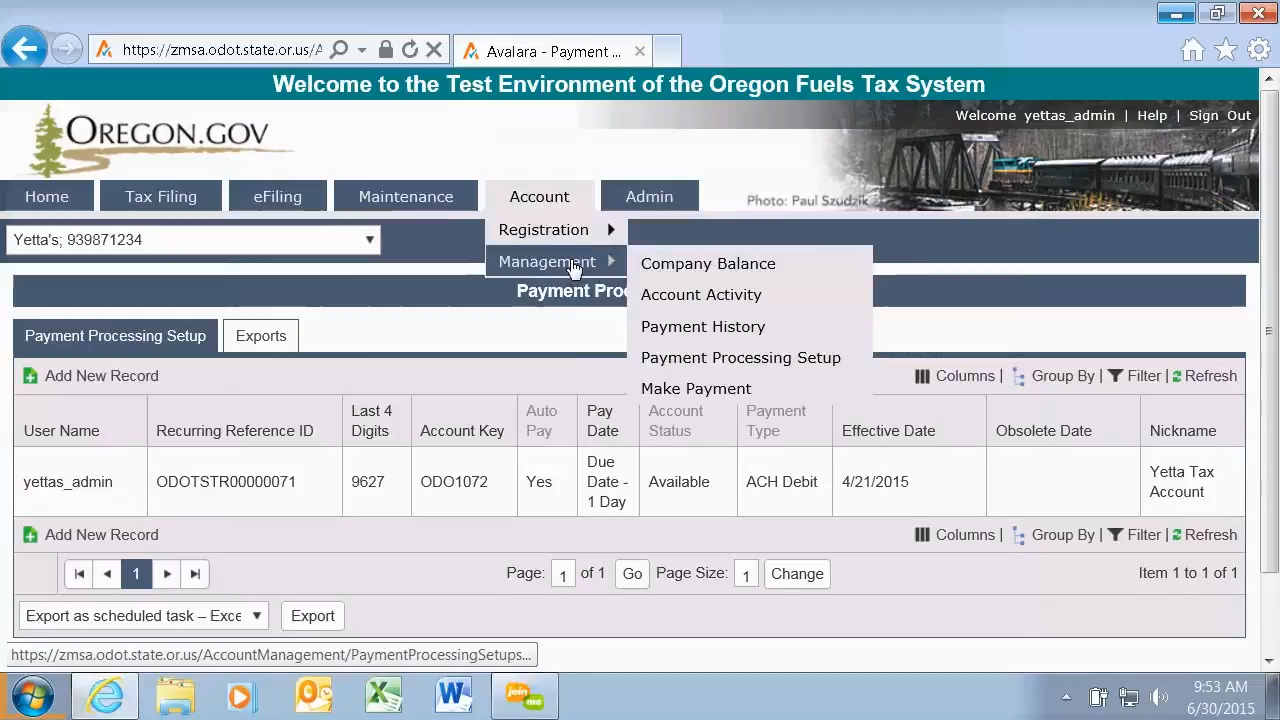 https://zmsa.odot.state.or.us/A
Avalara - Payment ...
Welcome to the Test Environment of the Oregon Fuels Tax System
OREGON.GOV
Welcome yettas_admin | Help | Sign Out
Home
Tax Filing
eFiling
Maintenance
Account
Admin
Photo: Paul Szudzik
Yetta's; 939871234
Registration
Management
Company Balance
Account Activity
Payment History
Payment Processing Setup
Make Payment
Payment Pro
Payment Processing Setup
Exports
Add New Record
Columns | Group By | Filter | Refresh
User Name
Recurring Reference ID
Last 4 Digits
Account Key
Auto Pay
Pay Date
Account Status
Payment Type
Effective Date
Obsolete Date
Nickname
yettas_admin
ODOTSTR00000071
9627
ODO1072
Yes
Due Date - 1 Day
Available
ACH Debit
4/21/2015
Yetta Tax Account
Add New Record
Columns | Group By | Filter | Refresh
1
Page: 1 of 1 Go Page Size: 1 Change
Item 1 to 1 of 1
Export as scheduled task – Exce
Export
https://zmsa.odot.state.or.us/AccountManagement/PaymentProcessingSetups...
join me
9:53 AM
6/30/2015